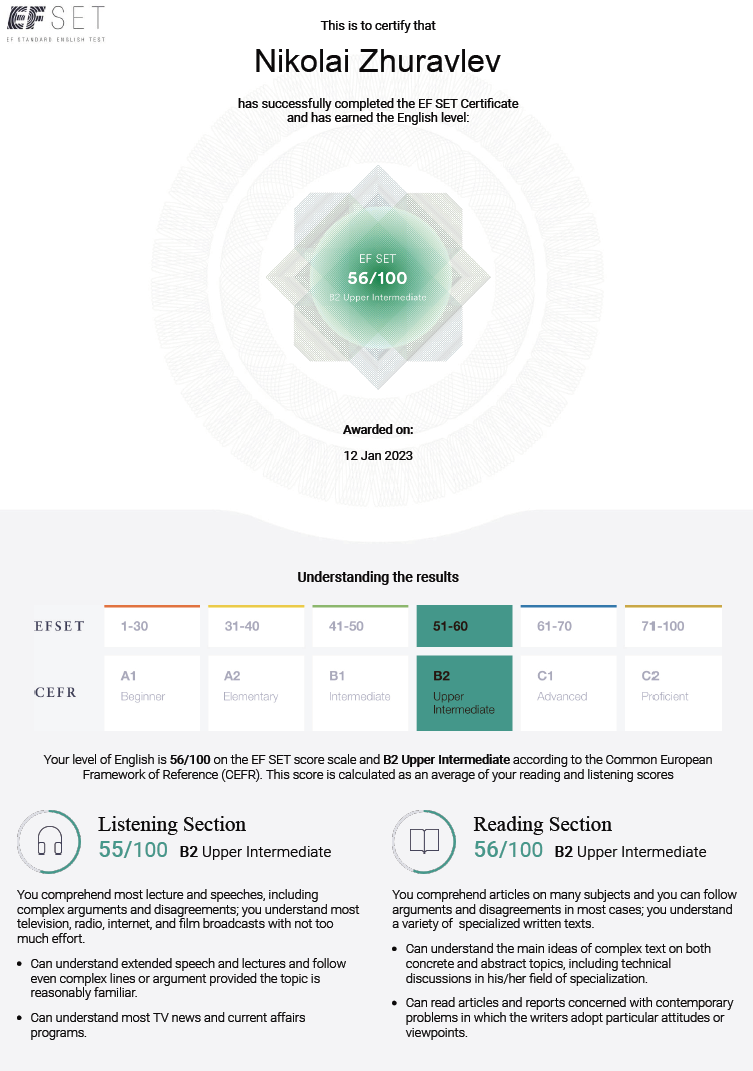 EF SET
EF STANDARD ENGLISH TEST
This is to certify that
Nikolai Zhuravlev
has successfully completed the EF SET Certificate
and has earned the English level:
EF SET
56/100
B2 Upper Intermediate
Awarded on:
12 Jan 2023
Understanding the results
EFSET 1-30 31-40 41-50 51-60 61-70 71-100
CEFR A1 A2 B1 B2 C1 C2
Beginner Elementary Intermediate Upper Intermediate Advanced Proficient
Your level of English is 56/100 on the EF SET score scale and B2 Upper Intermediate according to the Common European
Framework of Reference (CEFR). This score is calculated as an average of your reading and listening scores
Listening Section
55/100 B2 Upper Intermediate
You comprehend most lecture and speeches, including
complex arguments and disagreements; you understand most
television, radio, internet, and film broadcasts with not too
much effort.
• Can understand extended speech and lectures and follow
even complex lines or argument provided the topic is
reasonably familiar.
• Can understand most TV news and current affairs
programs.
Reading Section
56/100 B2 Upper Intermediate
You comprehend articles on many subjects and you can follow
arguments and disagreements in most cases; you understand
a variety of specialized written texts.
• Can understand the main ideas of complex text on both
concrete and abstract topics, including technical
discussions in his/her field of specialization.
• Can read articles and reports concerned with contemporary
problems in which the writers adopt particular attitudes or
viewpoints.